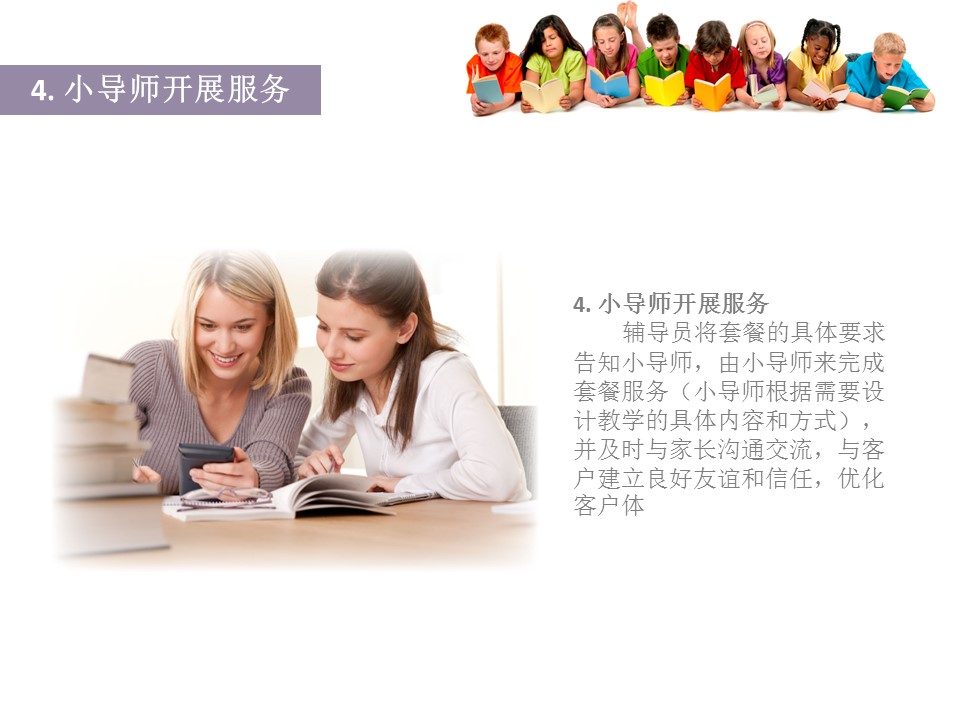 4. 小导师开展服务
4. 小导师开展服务
辅导员将套餐的具体要求
告知小导师，由小导师来完成
套餐服务（小导师根据需要设
计教学的具体内容和方式），
并及时与家长沟通交流，与客
户建立良好友谊和信任，优化
客户体